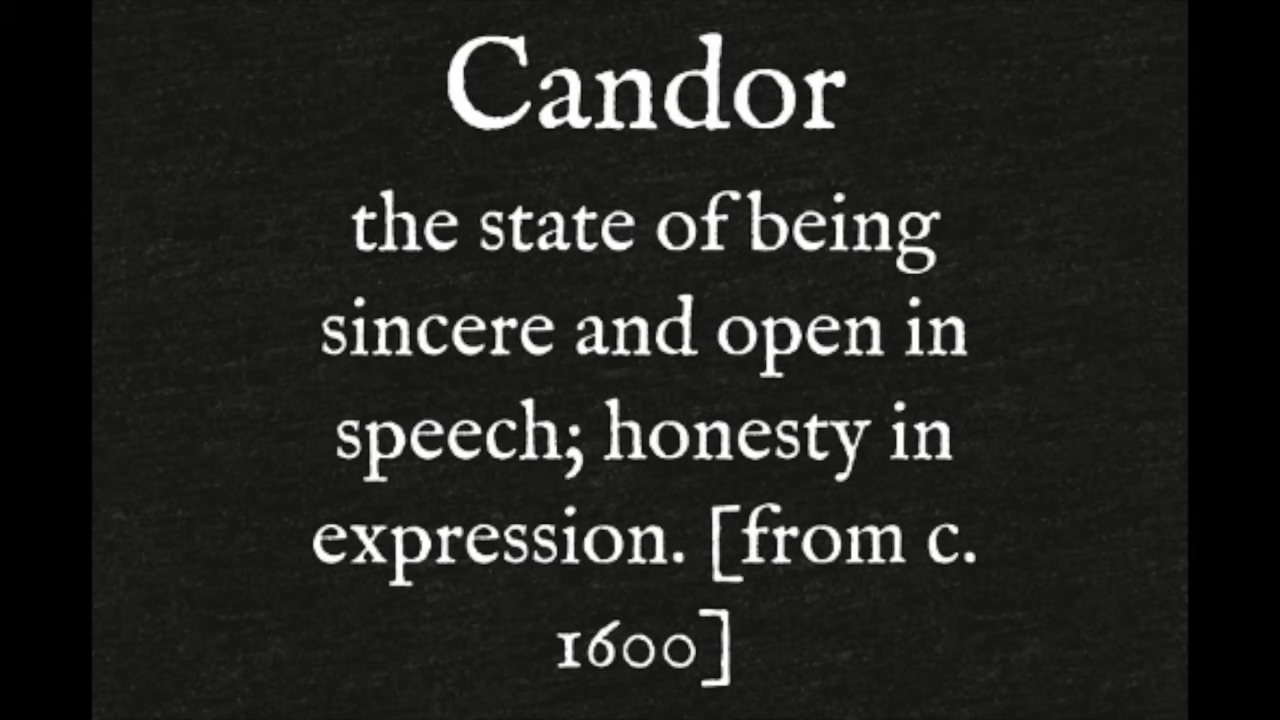 Candor
the state of being
sincere and open in
speech; honesty in
expression. [from c.
1600]